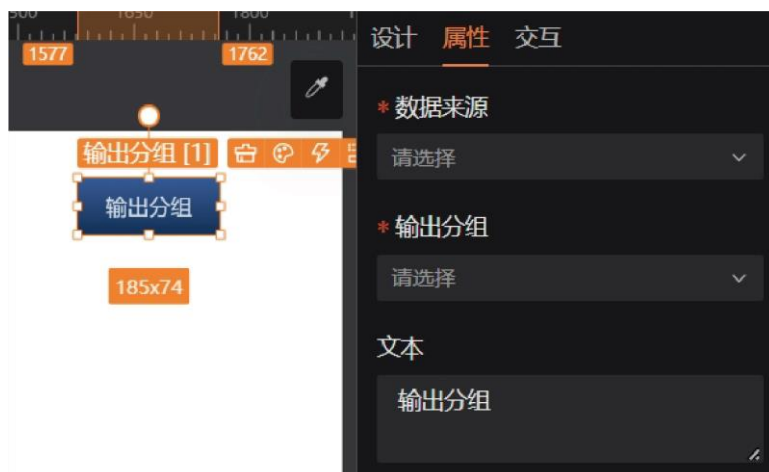 1650
1800
1577
1762
输出分组 [1]
输出分组
185x74
设计 属性 交互
* 数据来源
请选择
* 输出分组
请选择
文本
输出分组